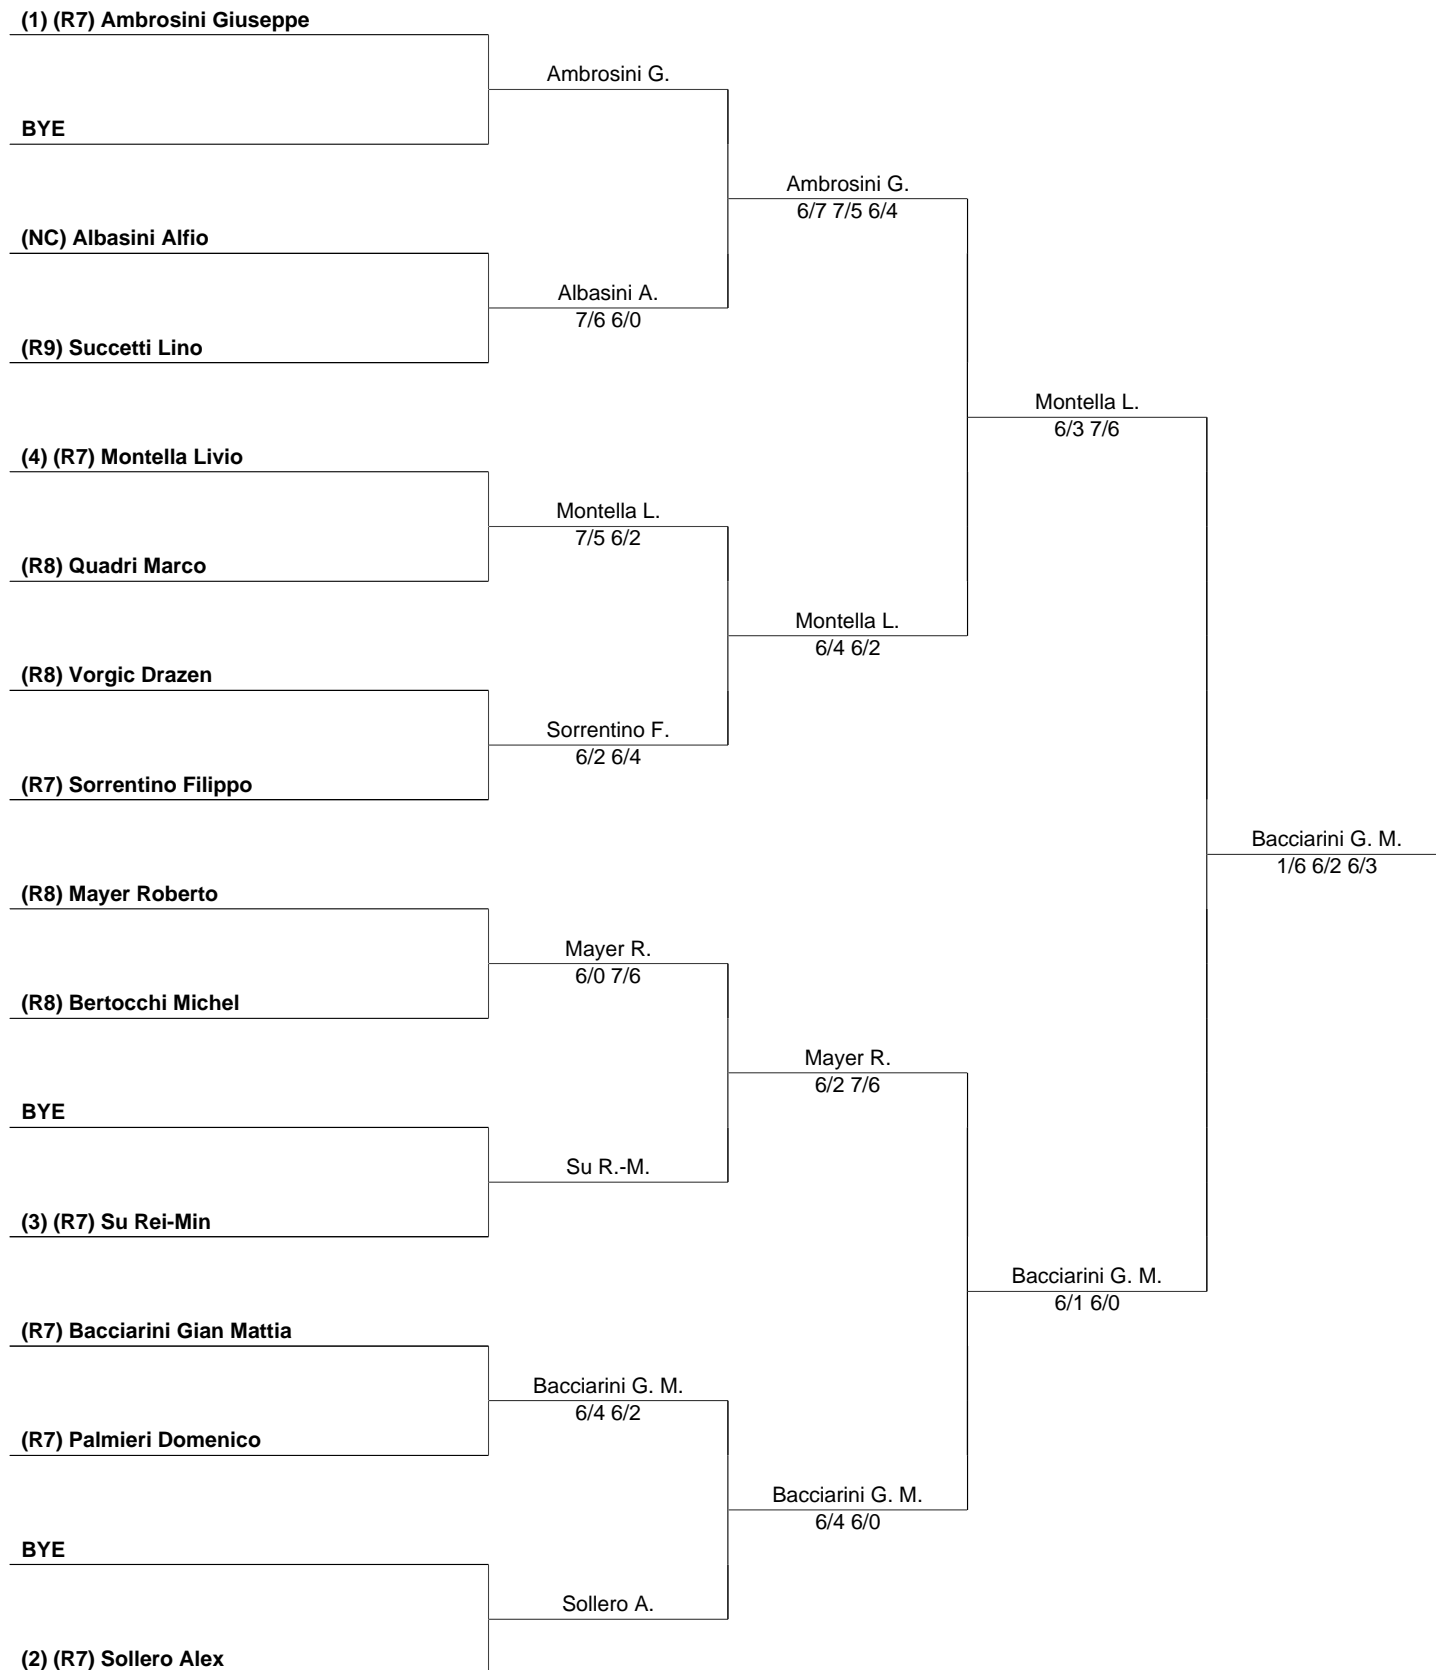 (1) (R7) Ambrosini Giuseppe
Ambrosini G.
BYE
Ambrosini G.
6/7 7/5 6/4
(NC) Albasini Alfio
Albasini A.
7/6 6/0
(R9) Succetti Lino
Montella L.
6/3 7/6
(4) (R7) Montella Livio
Montella L.
7/5 6/2
(R8) Quadri Marco
Montella L.
6/4 6/2
(R8) Vorgic Drazen
Sorrentino F.
6/2 6/4
(R7) Sorrentino Filippo
Bacciarini G. M.
1/6 6/2 6/3
(R8) Mayer Roberto
Mayer R.
6/0 7/6
(R8) Bertocchi Michel
Mayer R.
6/2 7/6
BYE
Su R.-M.
(3) (R7) Su Rei-Min
Bacciarini G. M.
6/1 6/0
(R7) Bacciarini Gian Mattia
Bacciarini G. M.
6/4 6/2
(R7) Palmieri Domenico
Bacciarini G. M.
6/4 6/0
BYE
Sollero A.
(2) (R7) Sollero Alex